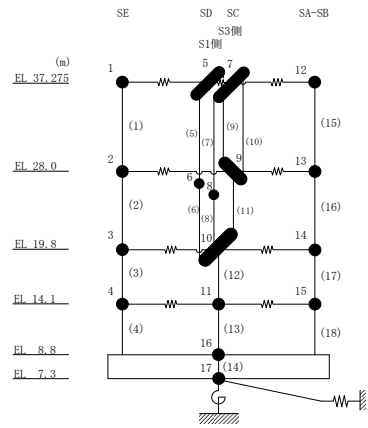 SE SD SC SA-SB
S1側 S3側
(m)
EL 37.275
1 5 7 12
(1) (5) (7) (9) (10) (15)
EL 28.0
2 9 13
6 8
(2) (6) (8) (11) (16)
EL 19.8
3 10 14
(3) (12) (17)
EL 14.1
4 11 15
(4) (13) (18)
EL 8.8
16
EL 7.3
17 (14)